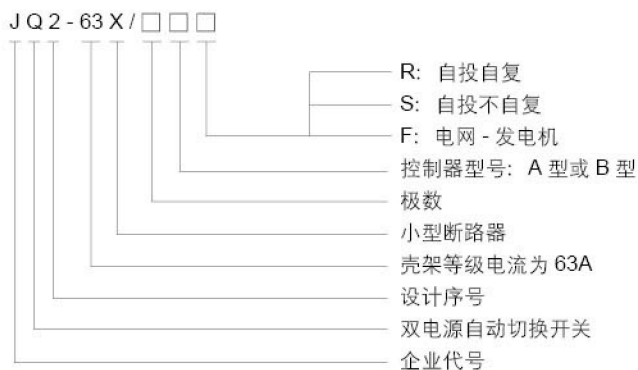 JQ2-63X/□□□
R: 自投自复
S: 自投不自复
F: 电网-发电机
控制器型号: A型或B型
极数
小型断路器
壳架等级电流为63A
设计序号
双电源自动切换开关
企业代号